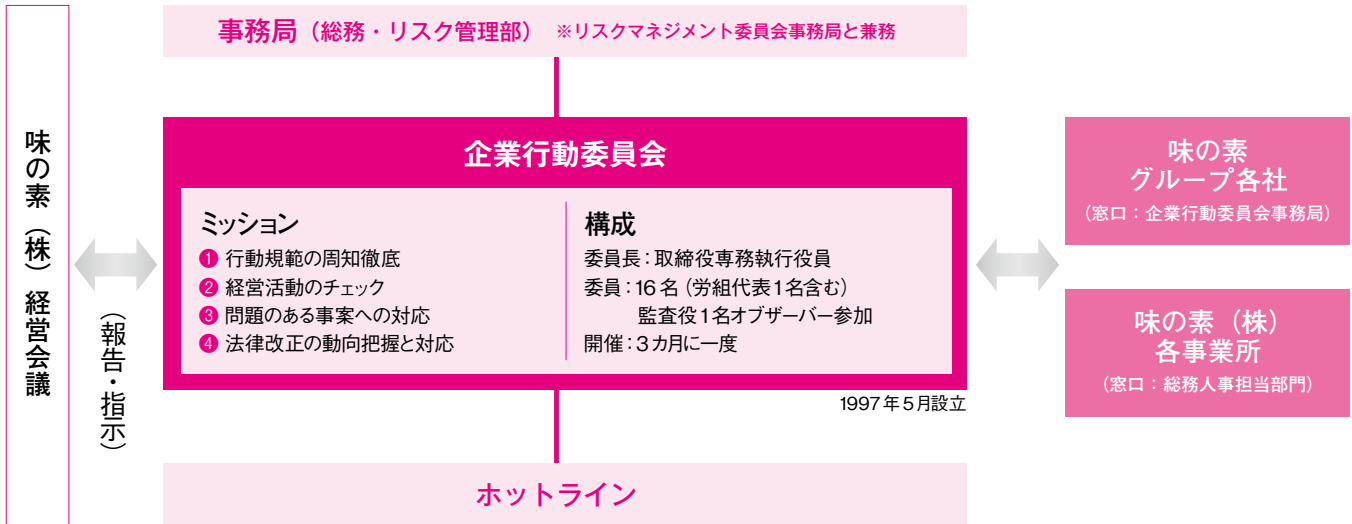 事務局（総務・リスク管理部） ※リスクマネジメント委員会事務局と兼務
味の素（株）経営会議
（報告・指示）
企業行動委員会
ミッション
❶ 行動規範の周知徹底
❷ 経営活動のチェック
❸ 問題のある事案への対応
❹ 法律改正の動向把握と対応
構成
委員長：取締役専務執行役員
委員：16名（労組代表1名含む）
監査役1名オブザーバー参加
開催：3カ月に一度
1997年5月設立
味の素
グループ各社
（窓口：企業行動委員会事務局）
味の素（株）
各事業所
（窓口：総務人事担当部門）
ホットライン